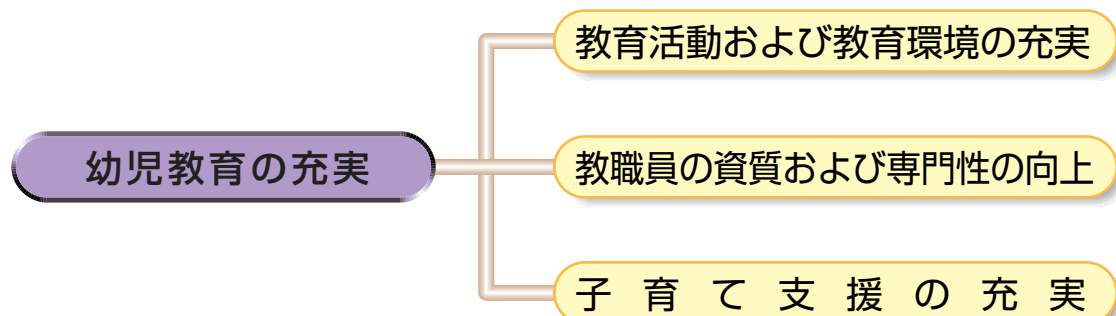 教育活動および教育環境の充実
幼児教育の充実
教職員の資質および専門性の向上
子育て支援の充実